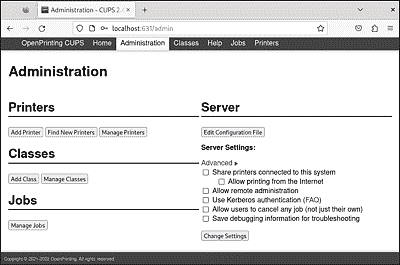 Administration - CUPS 2.
localhost:631/admin
OpenPrinting CUPS Home Administration Classes Help Jobs Printers
Administration
Printers
Add Printer Find New Printers Manage Printers
Classes
Add Class Manage Classes
Jobs
Manage Jobs
Server
Edit Configuration File
Server Settings:
Advanced ▸
Share printers connected to this system
Allow printing from the Internet
Allow remote administration
Use Kerberos authentication (FAQ)
Allow users to cancel any job (not just their own)
Save debugging information for troubleshooting
Change Settings
Copyright © 2021-2022 OpenPrinting. All rights reserved.